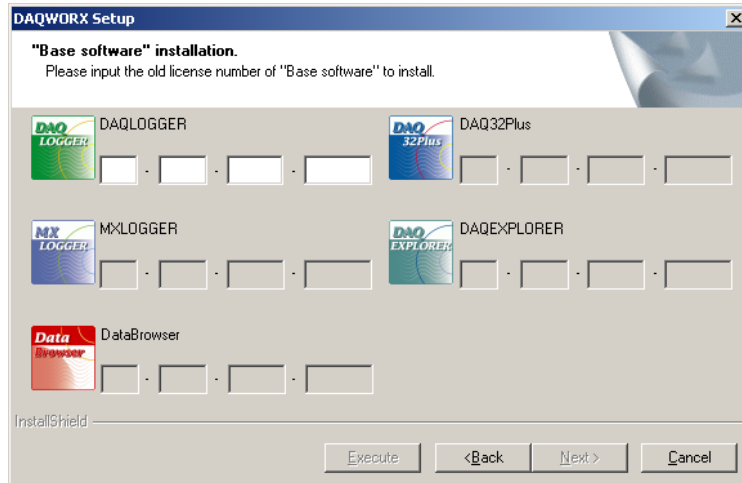 DAQWORX Setup
"Base software" installation.
Please input the old license number of "Base software" to install.
DAQ LOGGER
DAQLOGGER
- - -
DAQ 32Plus
DAQ32Plus
- - -
MX LOGGER
MXLOGGER
- - -
DAQ EXPLORER
DAQEXPLORER
- - -
Data Browser
DataBrowser
- - -
InstallShield
Execute
<Back
Next >
Cancel